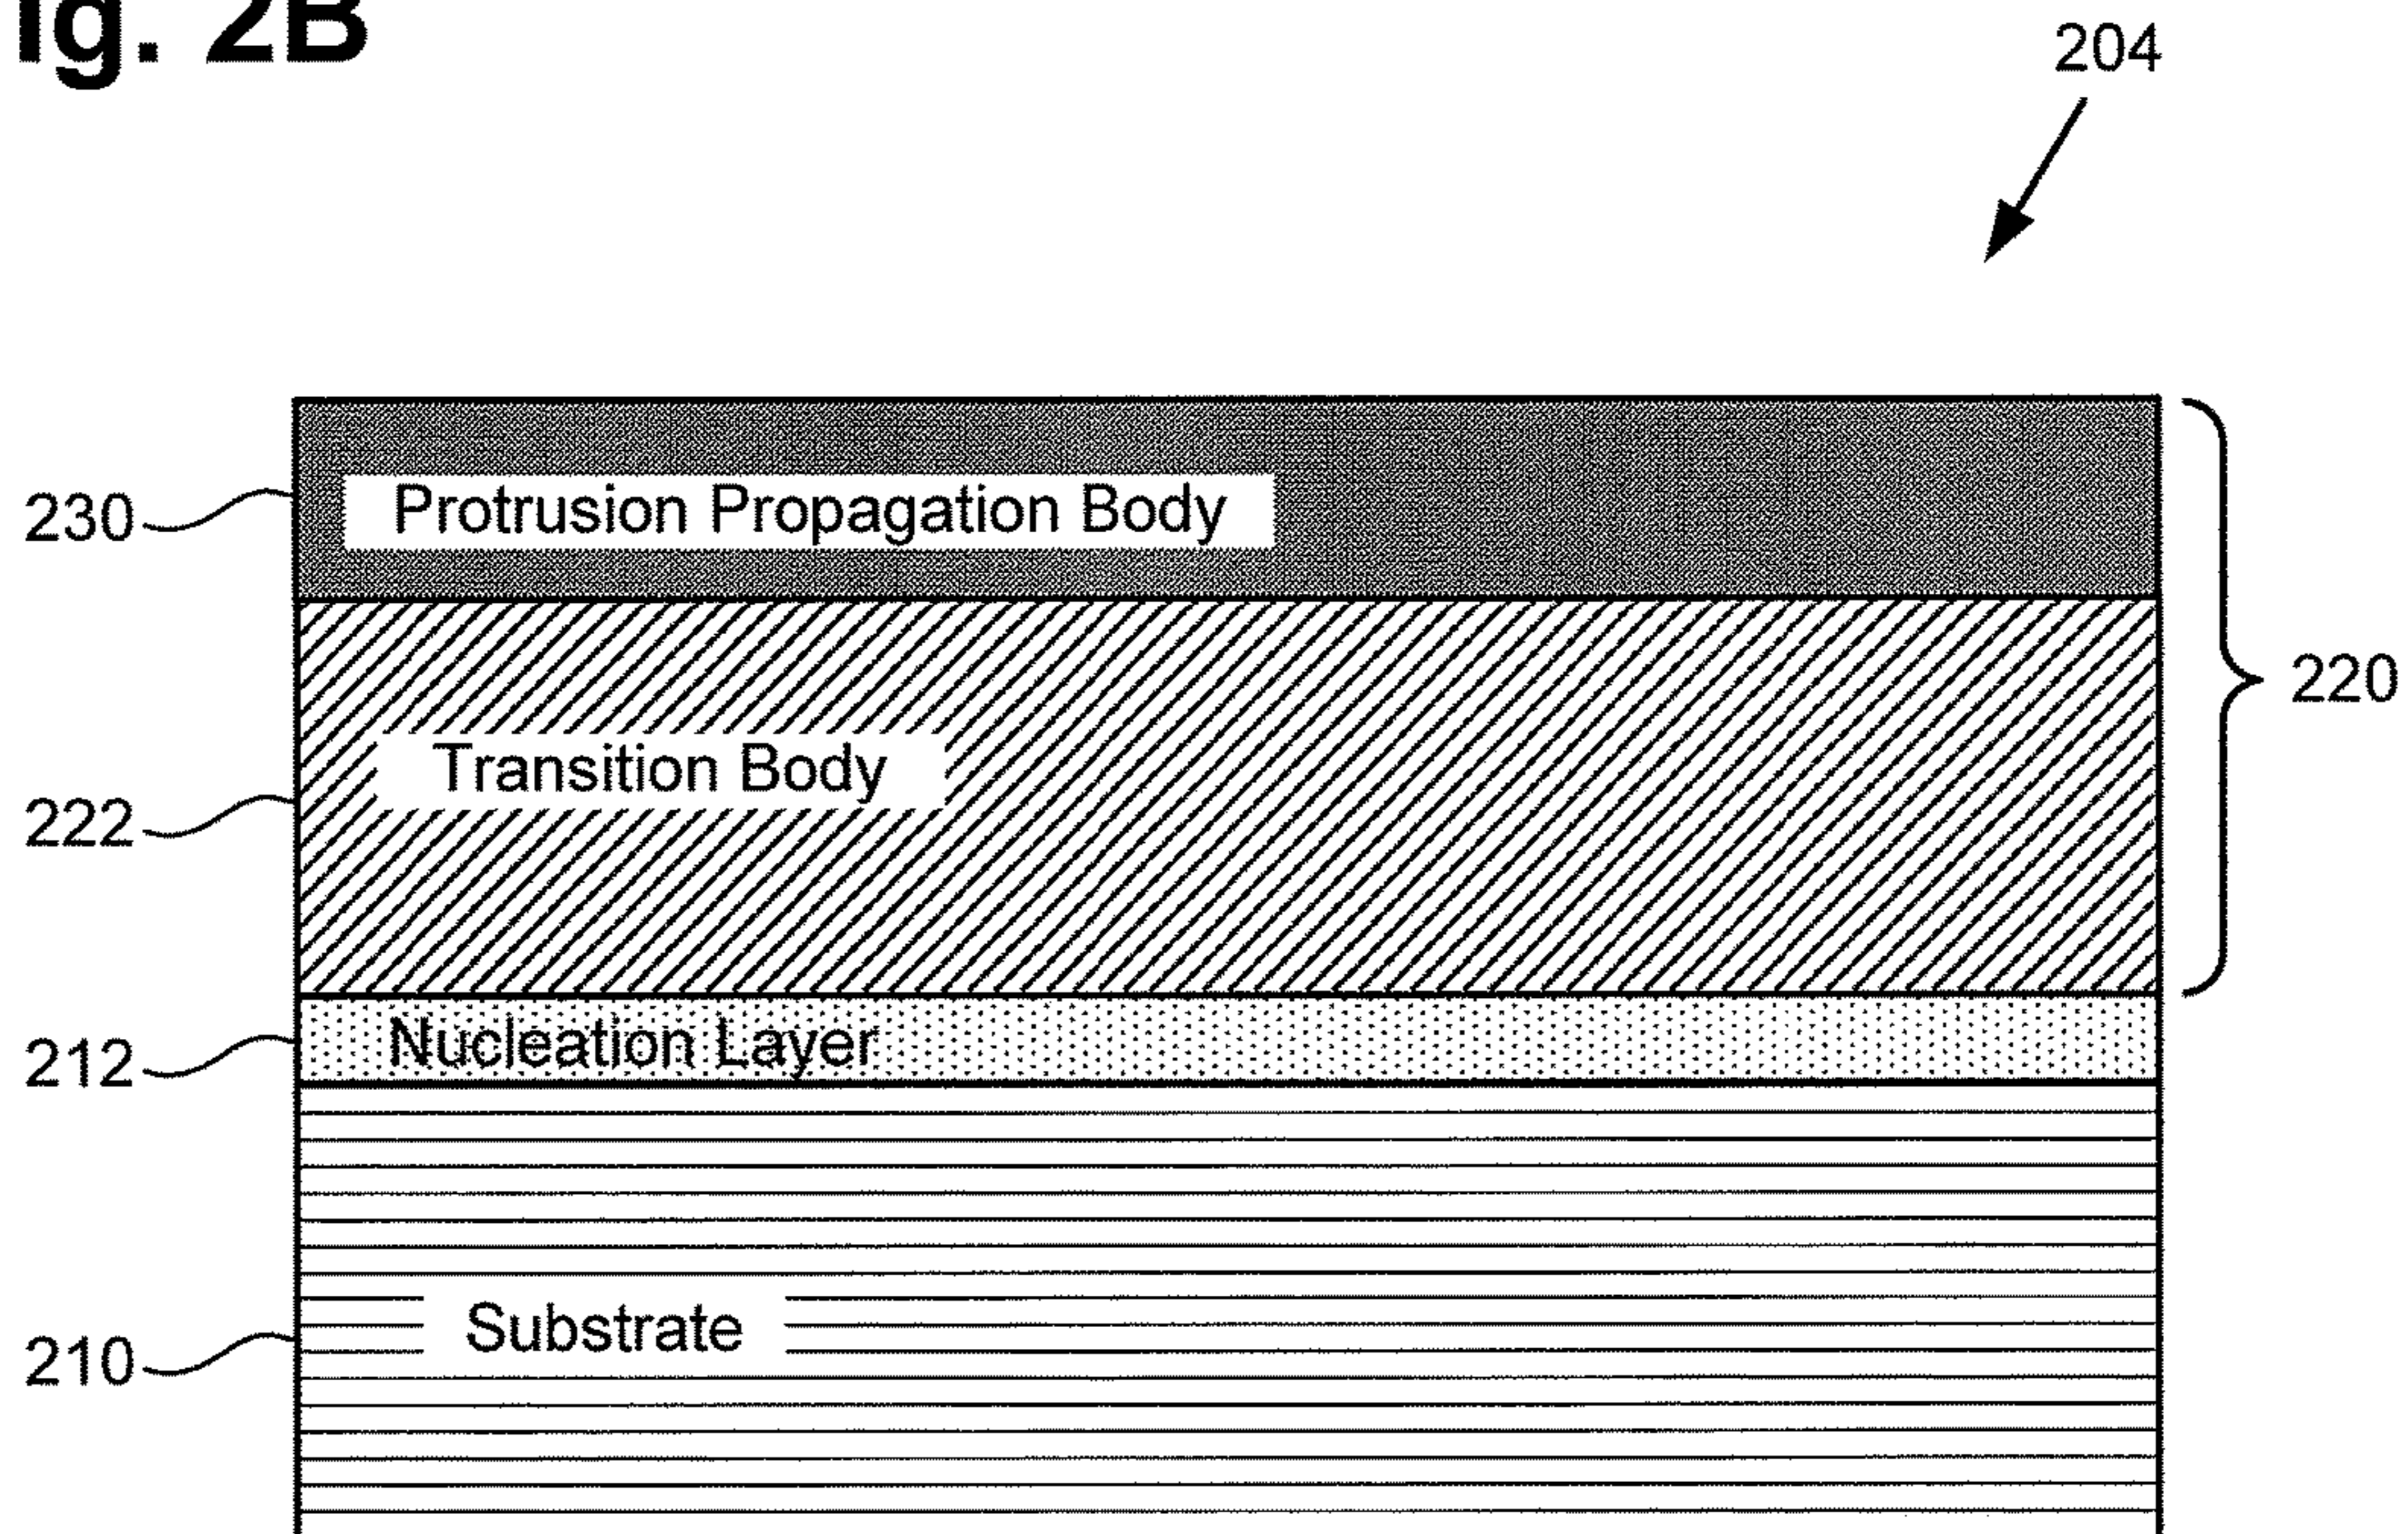 ig. 2B
204
230 Protrusion Propagation Body
220
222 Transition Body
212 Nucleation Layer
210 Substrate